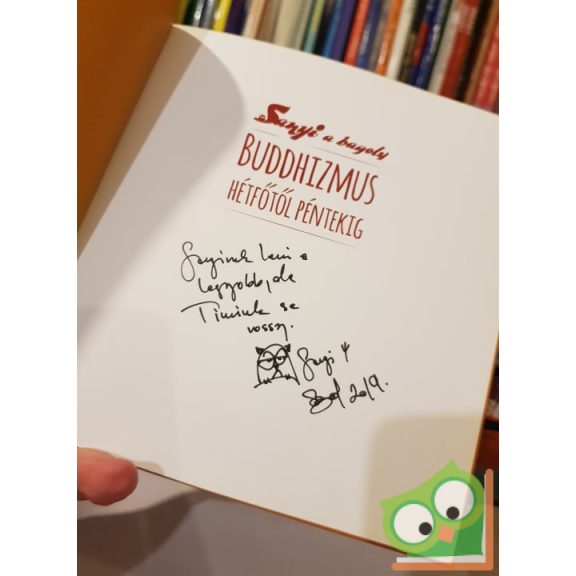 Sanyi a bagoly
BUDDHIZMUS
HÉTFŐTŐL PÉNTEKIG
Sanyinak lenni a
legjobb, de
Timinek se
rossz.
Sanyi
2019.